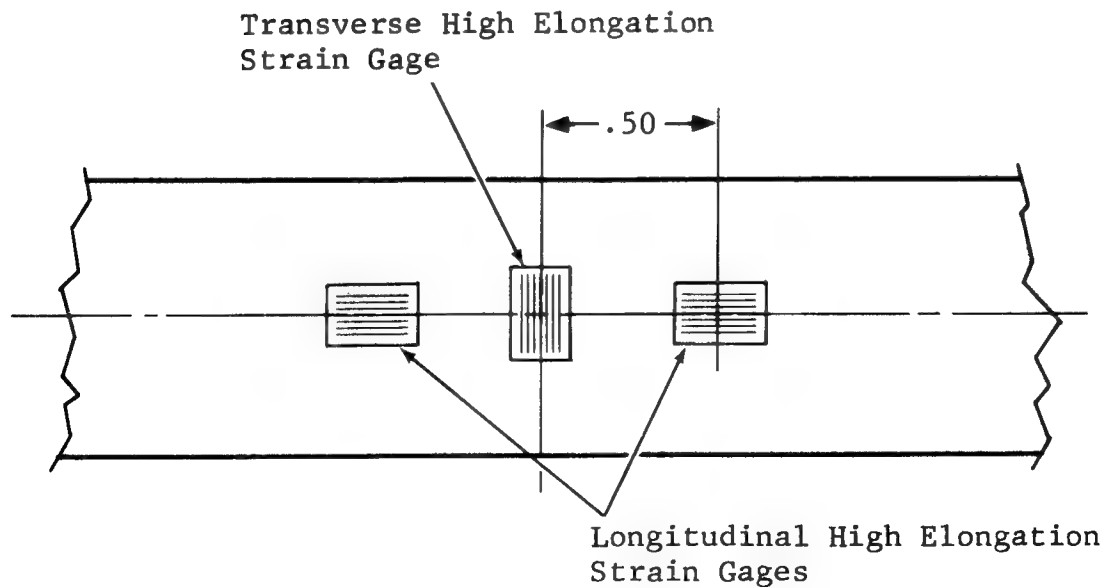 Transverse High Elongation
Strain Gage
.50
Longitudinal High Elongation
Strain Gages